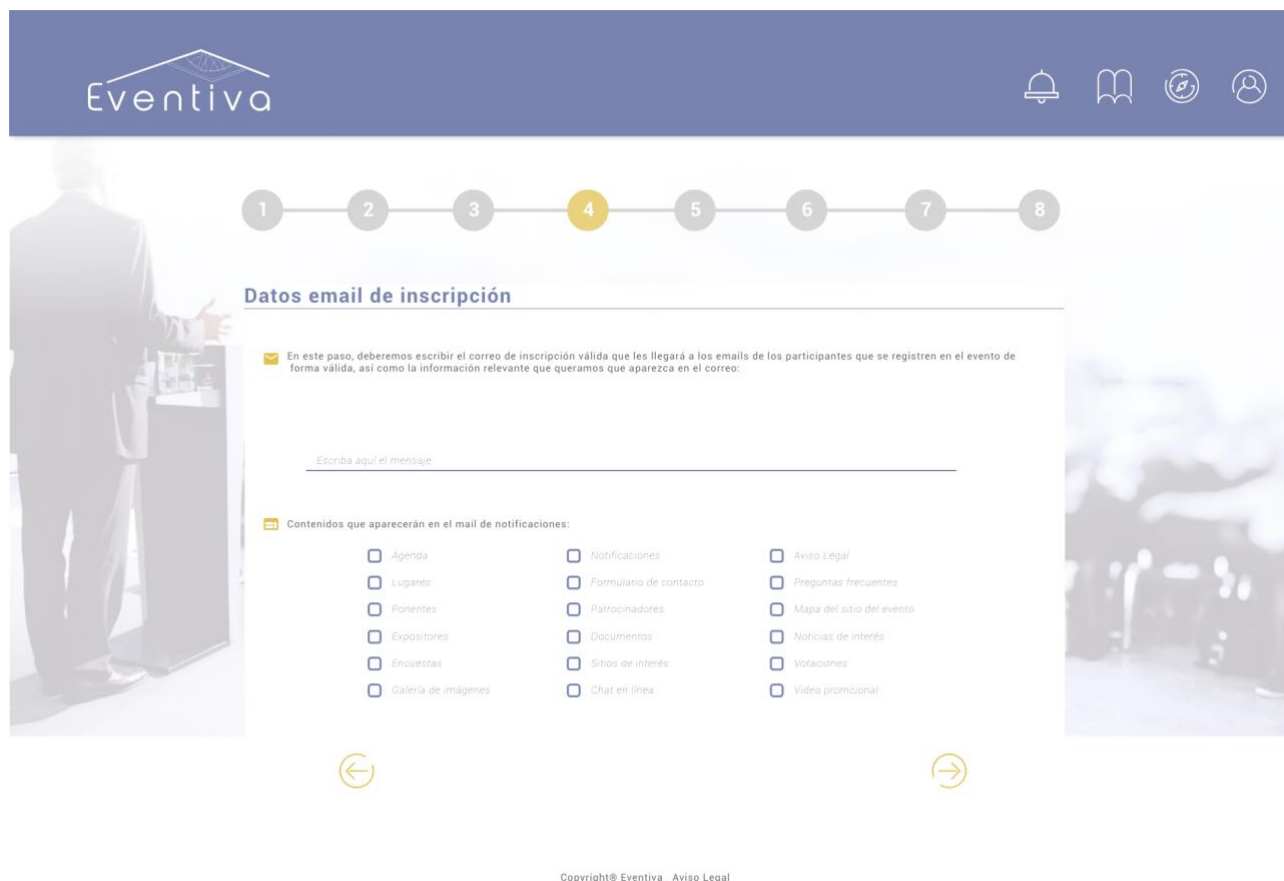 Eventiva
1 2 3 4 5 6 7 8
Datos email de inscripción
En este paso, deberemos escribir el correo de inscripción válida que les llegará a los emails de los participantes que se registren en el evento de
forma válida, así como la información relevante que queramos que aparezca en el correo:
Escriba aquí el mensaje
Contenidos que aparecerán en el mail de notificaciones:
Agenda Notificaciones Aviso Legal
Lugares Formulario de contacto Preguntas frecuentes
Ponentes Patrocinadores Mapa del sitio del evento
Expositores Documentos Noticias de interés
Encuestas Sitios de interés Votaciones
Galería de imágenes Chat en línea Video promcional
Copyright® Eventiva Aviso Legal